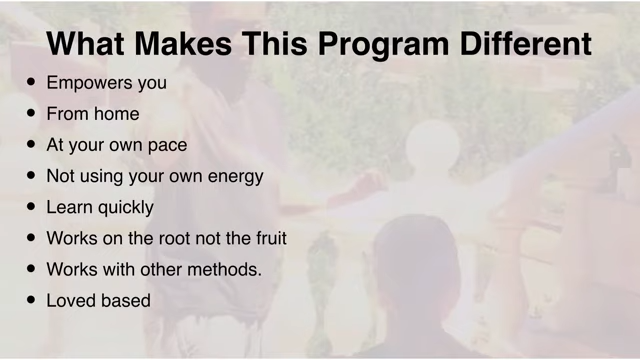 What Makes This Program Different
• Empowers you
• From home
• At your own pace
• Not using your own energy
• Learn quickly
• Works on the root not the fruit
• Works with other methods.
• Loved based